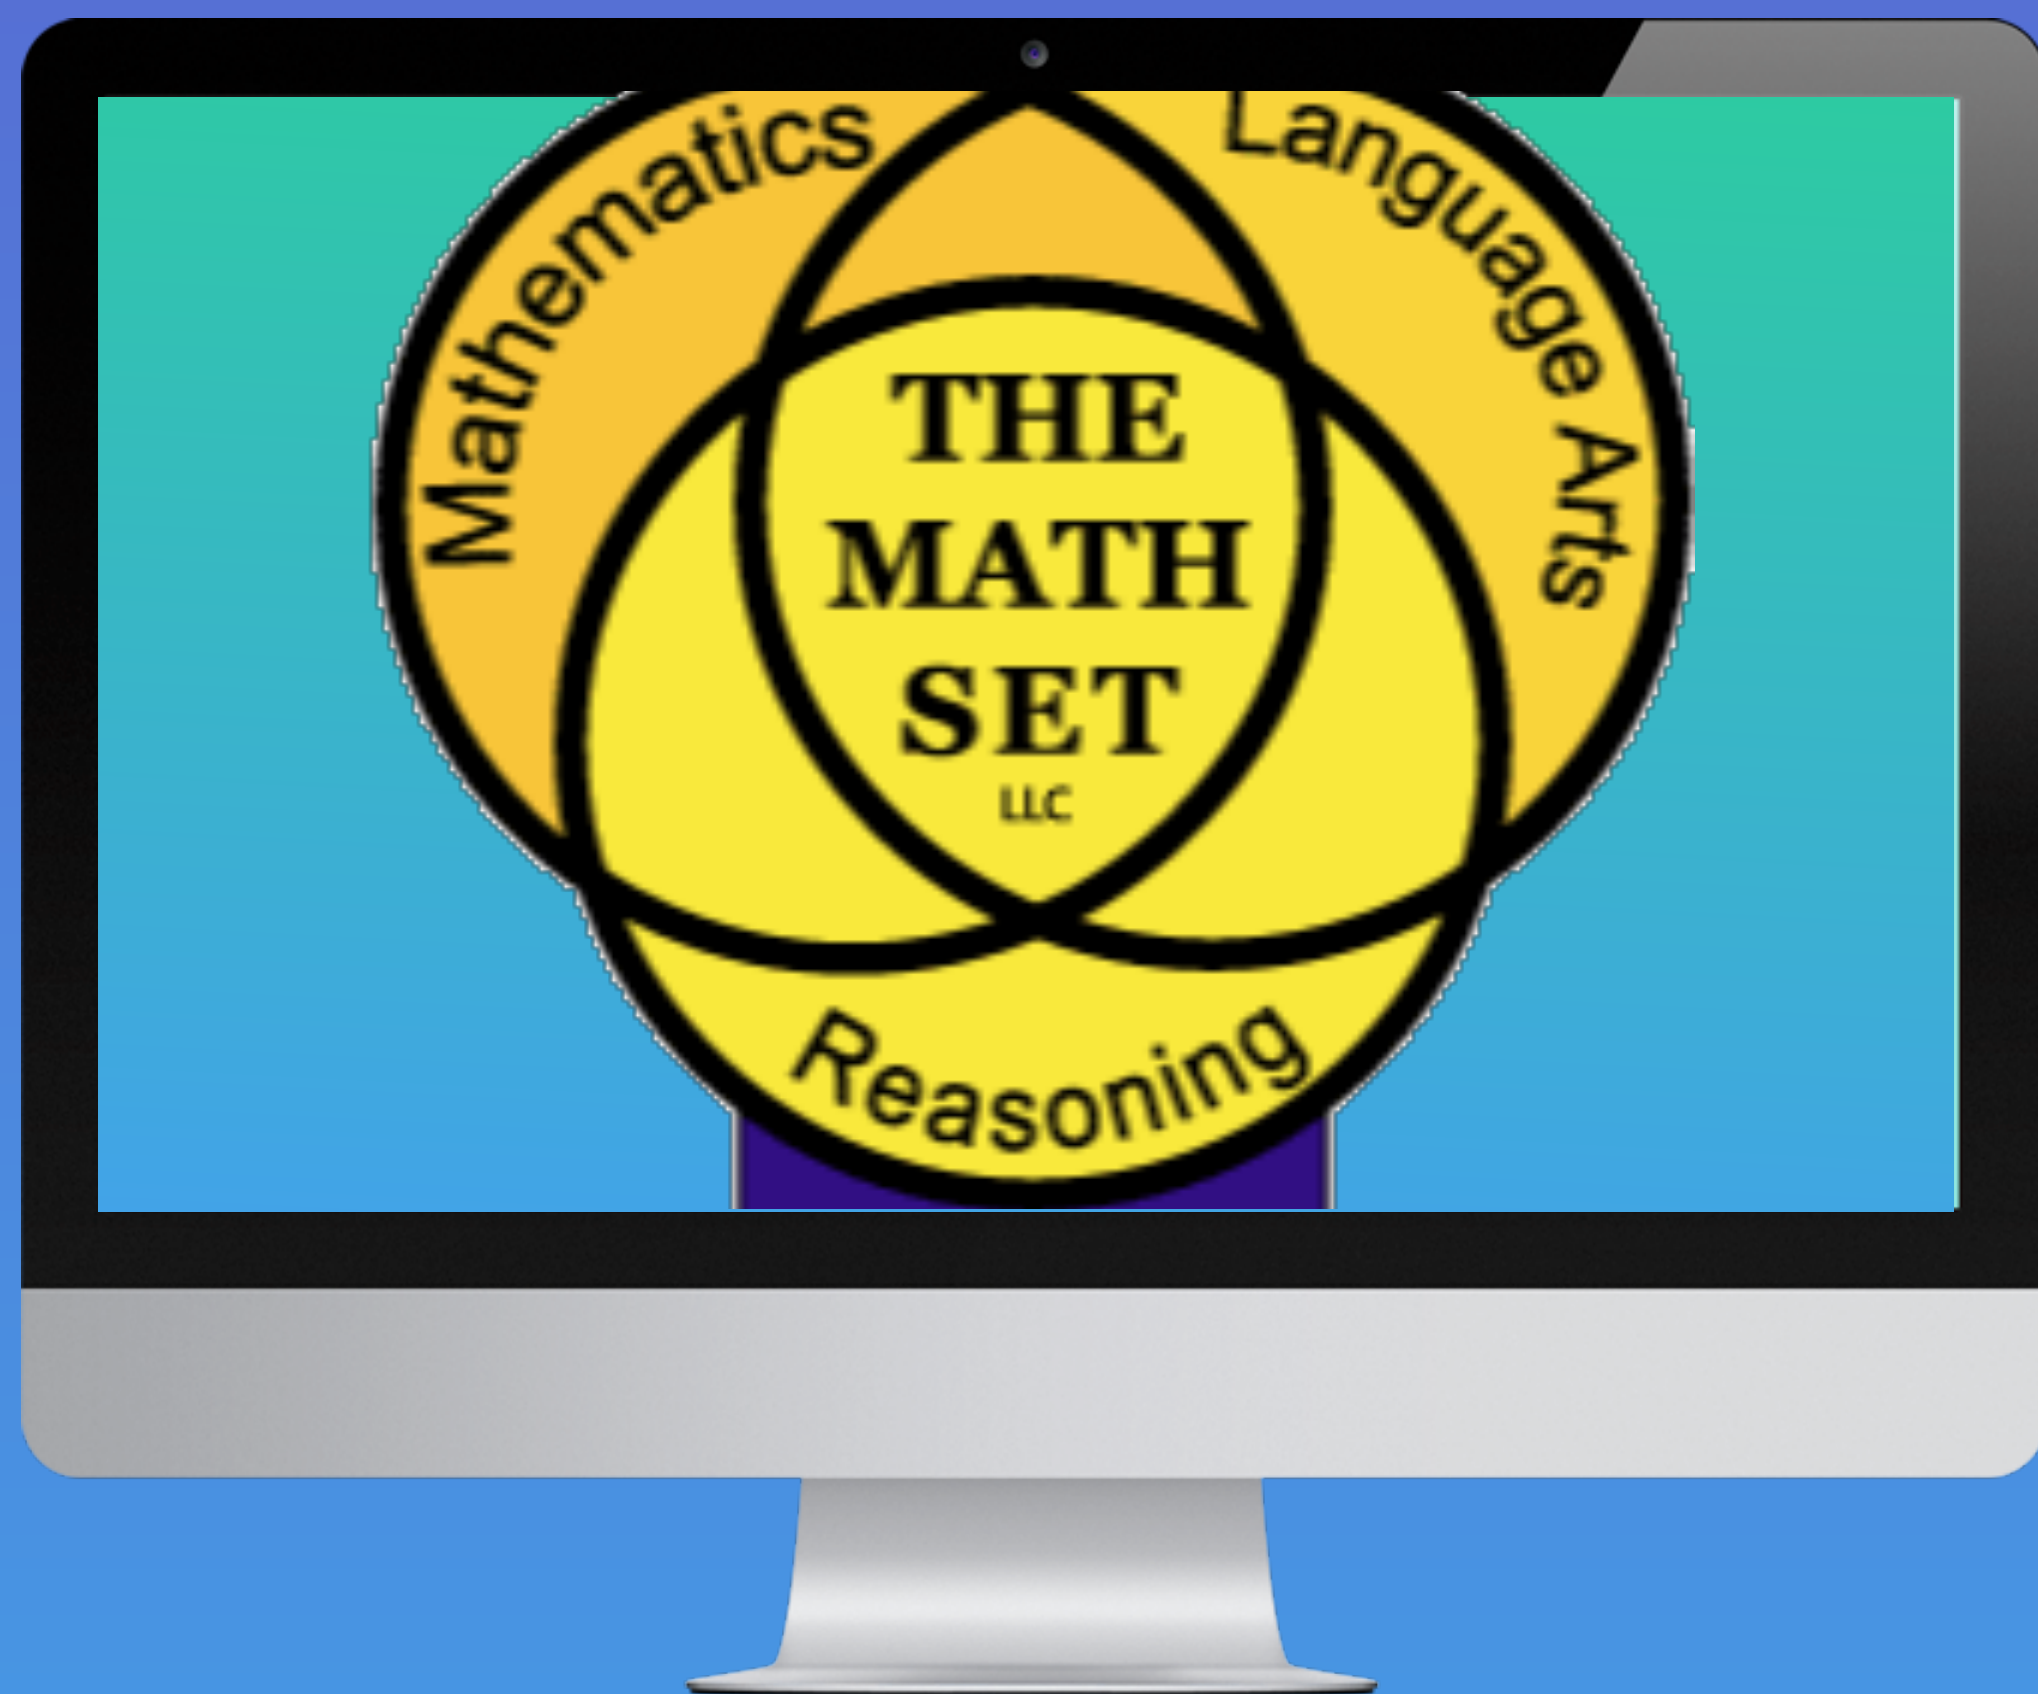 Mathematics
Language Arts
THE
MATH
SET
LLC
Reasoning